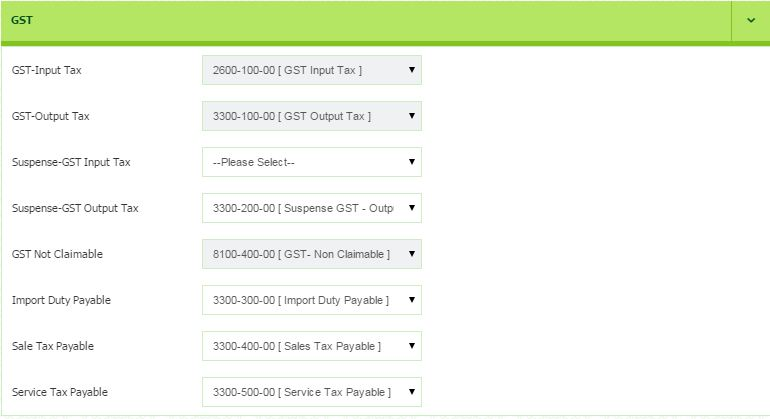 GST
GST-Input Tax 2600-100-00 [ GST Input Tax ]
GST-Output Tax 3300-100-00 [ GST Output Tax ]
Suspense-GST Input Tax --Please Select--
Suspense-GST Output Tax 3300-200-00 [ Suspense GST - Outp
GST Not Claimable 8100-400-00 [ GST- Non Claimable ]
Import Duty Payable 3300-300-00 [ Import Duty Payable ]
Sale Tax Payable 3300-400-00 [ Sales Tax Payable ]
Service Tax Payable 3300-500-00 [ Service Tax Payable ]